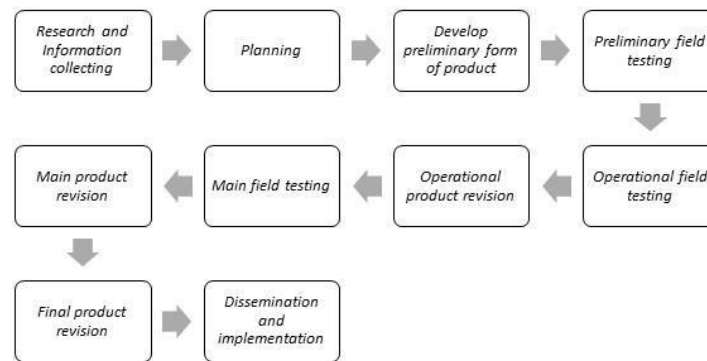 Research and
Information
collecting
Planning
Develop
preliminary form
of product
Preliminary field
testing
Operational field
testing
Operational
product revision
Main field testing
Main product
revision
Final product
revision
Dissemination
and
implementation